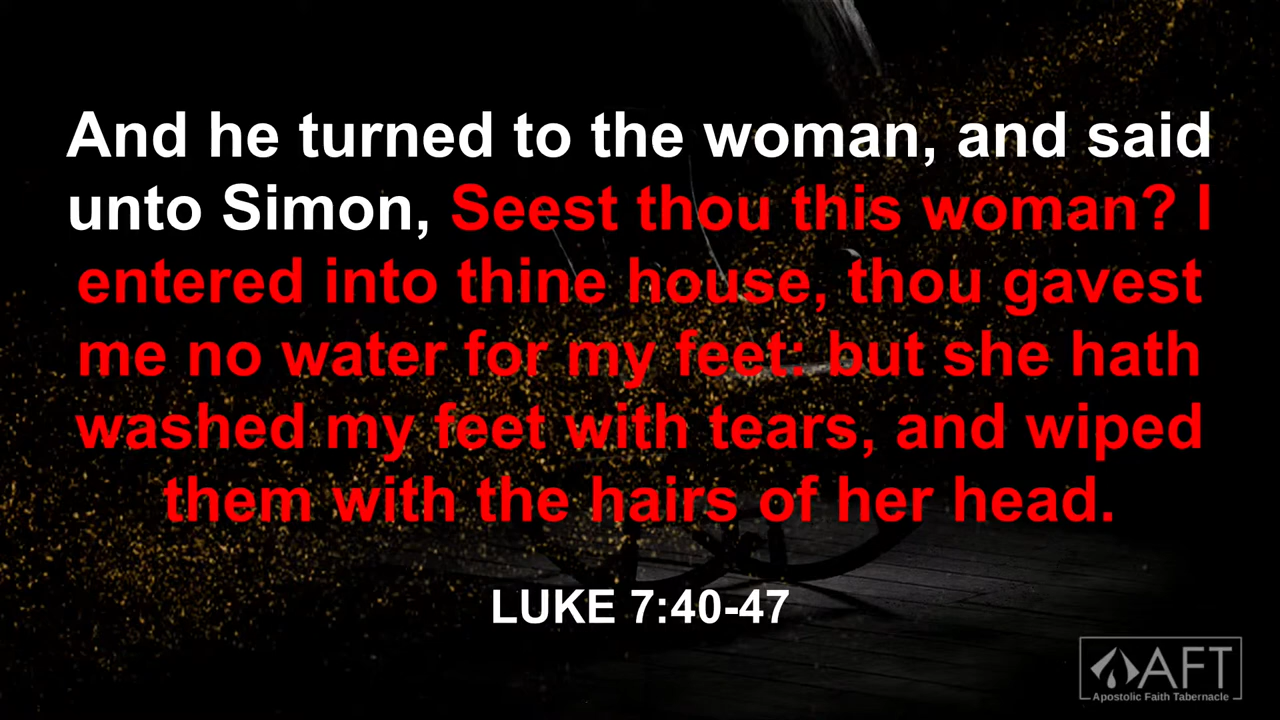 And he turned to the woman, and said
unto Simon, Seest thou this woman? I
entered into thine house, thou gavest
me no water for my feet: but she hath
washed my feet with tears, and wiped
them with the hairs of her head.
LUKE 7:40-47
AFT
Apostolic Faith Tabernacle